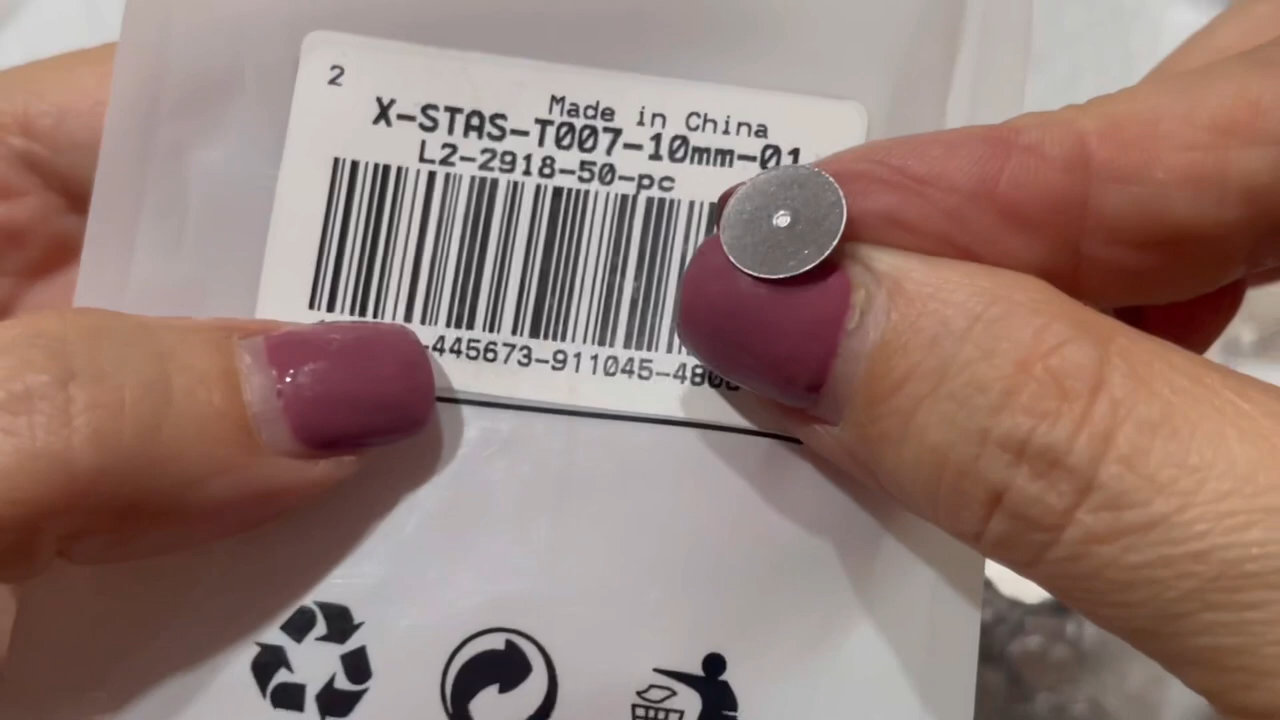 2
Made in China
X-STAS-T007-10mm-01
L2-2918-50-pc
-445673-911045-480